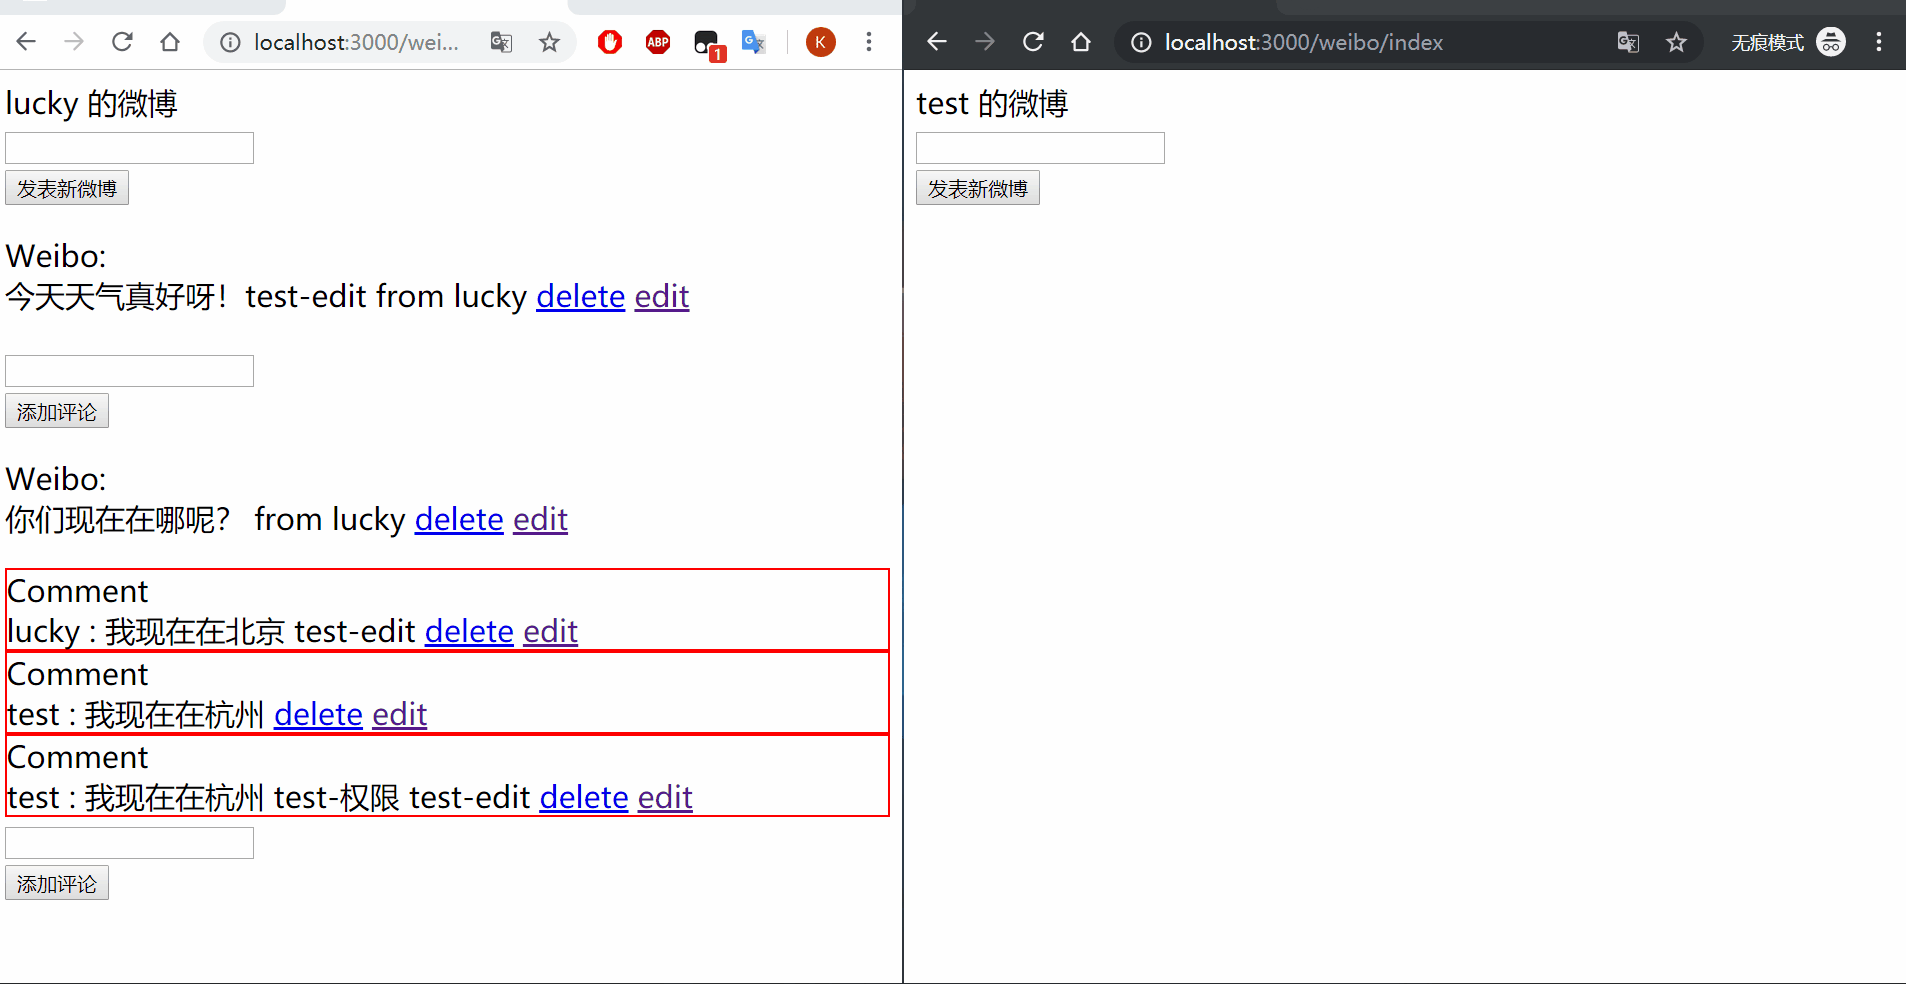 localhost:3000/wei...
ABP
1
G
K
lucky 的微博
发表新微博
Weibo:
今天天气真好呀！test-edit from lucky delete edit
添加评论
Weibo:
你们现在在哪呢？ from lucky delete edit
Comment
lucky : 我现在在北京 test-edit delete edit
Comment
test : 我现在在杭州 delete edit
Comment
test : 我现在在杭州 test-权限 test-edit delete edit
添加评论
localhost:3000/weibo/index
无痕模式
test 的微博
发表新微博